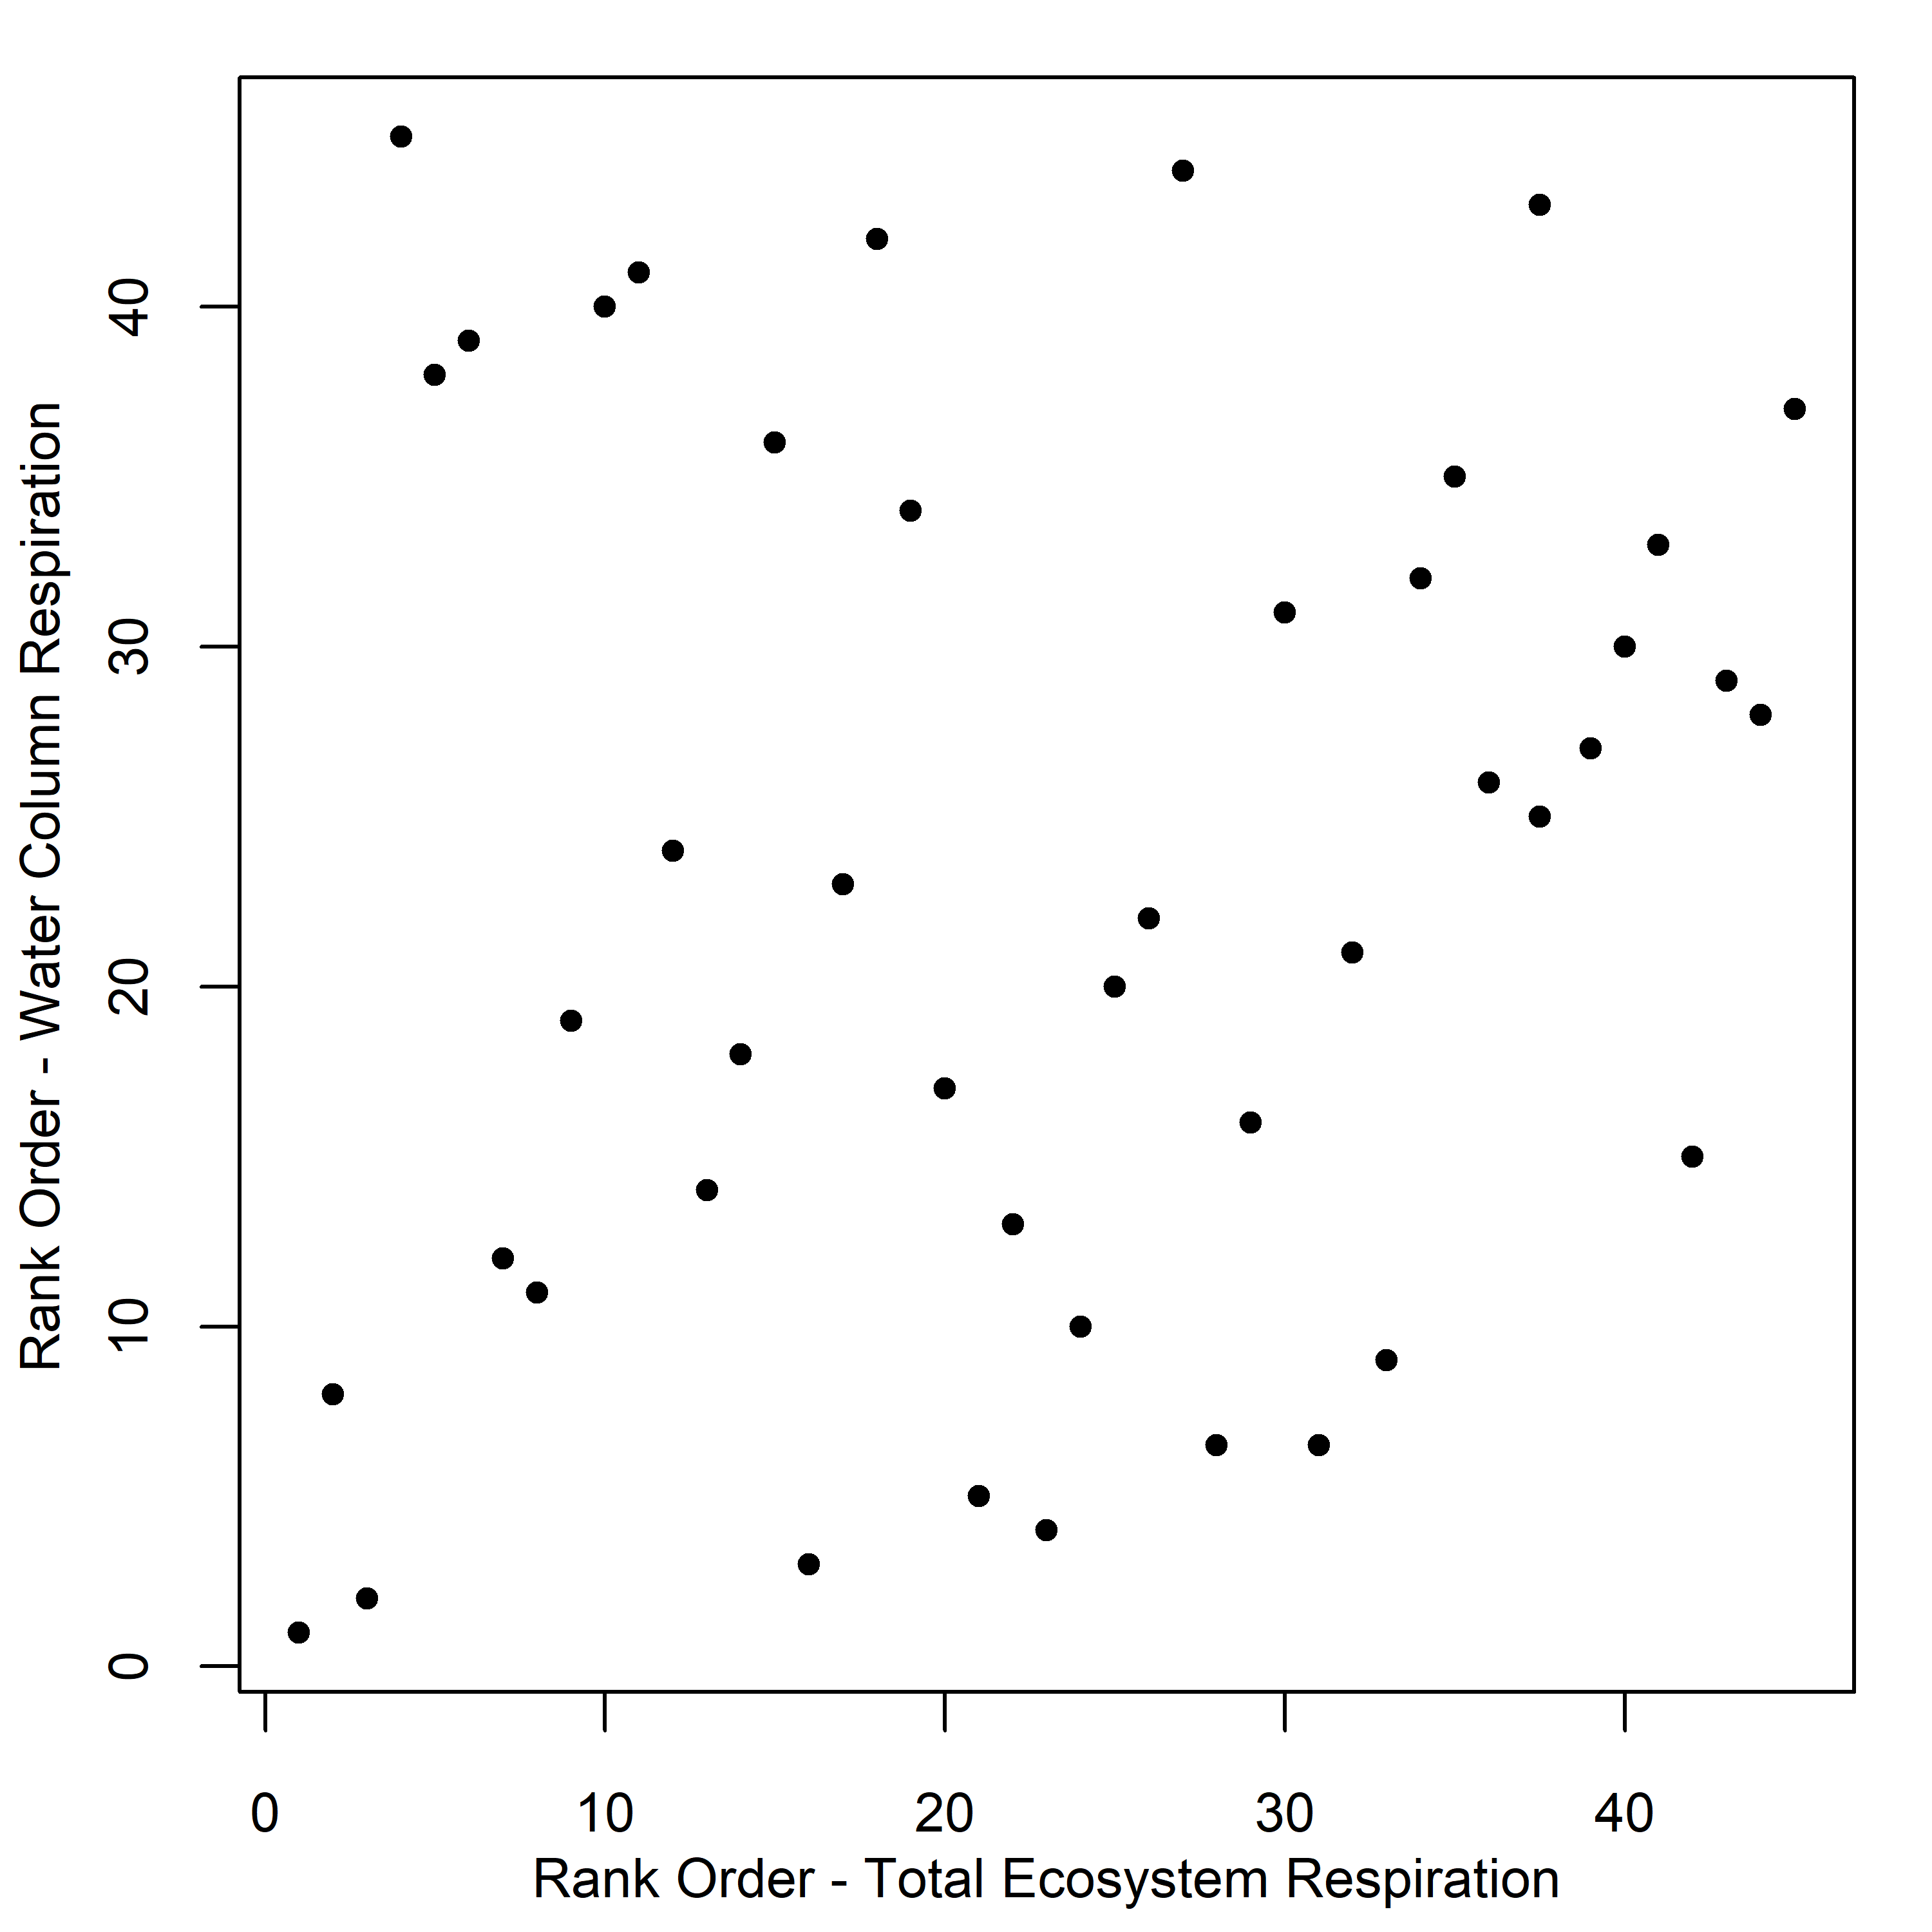 Rank Order - Water Column Respiration
40
30
20
10
0
0 10 20 30 40
Rank Order - Total Ecosystem Respiration